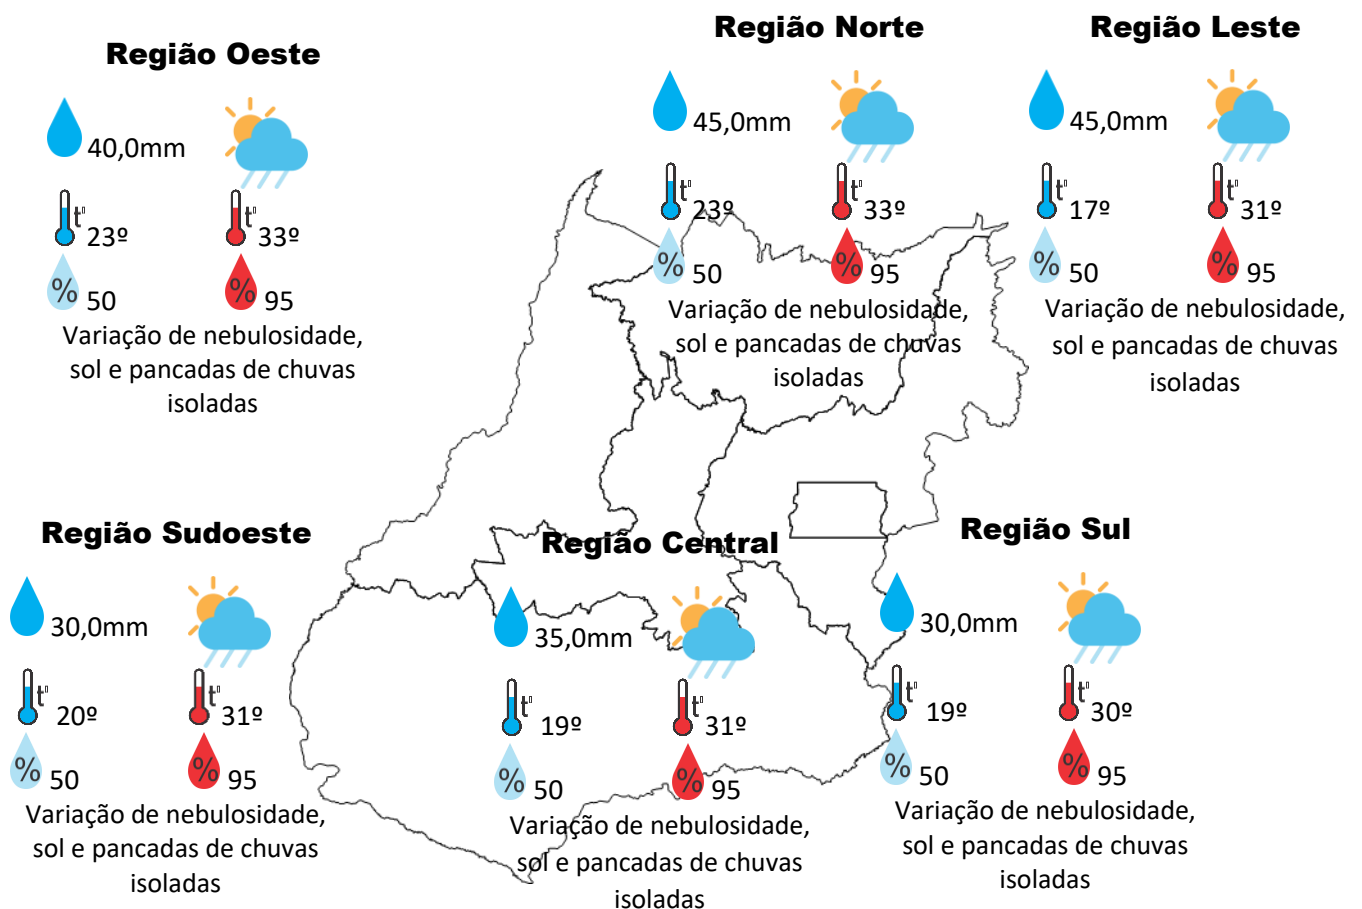 Região Oeste
40,0mm
t°
23º
33º
%
50
%
95
Variação de nebulosidade,
sol e pancadas de chuvas
isoladas
Região Norte
45,0mm
t°
23º
t°
33º
%
50
%
95
Variação de nebulosidade,
sol e pancadas de chuvas
isoladas
Região Leste
45,0mm
t°
17º
t°
31º
%
50
%
95
Variação de nebulosidade,
sol e pancadas de chuvas
isoladas
Região Sudoeste
30,0mm
t°
20º
t°
31º
%
50
%
95
Variação de nebulosidade,
sol e pancadas de chuvas
isoladas
Região Central
35,0mm
t°
19º
t°
31º
%
50
%
95
Variação de nebulosidade,
sol e pancadas de chuvas
isoladas
Região Sul
30,0mm
t°
19º
t°
30º
%
50
%
95
Variação de nebulosidade,
sol e pancadas de chuvas
isoladas